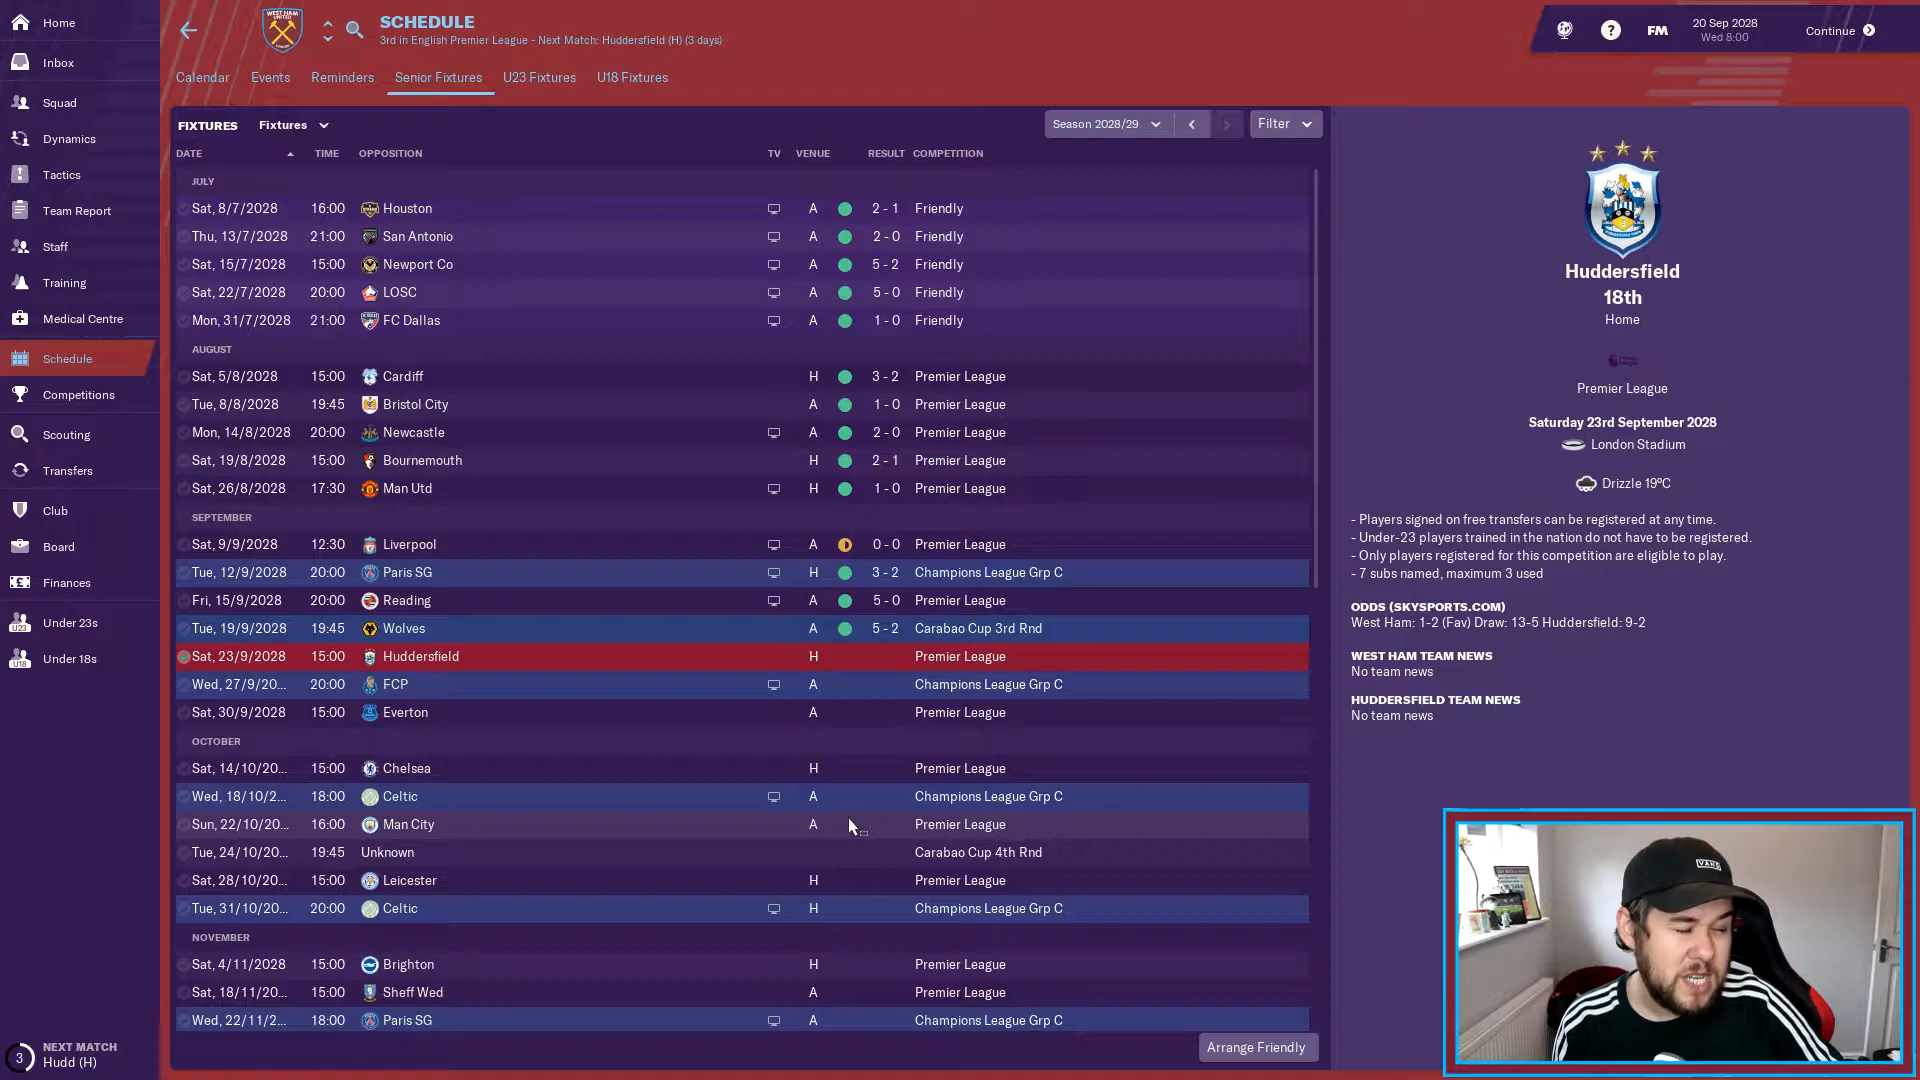 Home
Inbox
Squad
Dynamics
Tactics
Team Report
Staff
Training
Medical Centre
Schedule
Competitions
Scouting
Transfers
Club
Board
Finances
U23 Under 23s
U18 Under 18s
3 NEXT MATCH
Hudd (H)
WEST HAM UNITED LONDON
SCHEDULE
3rd in English Premier League - Next Match: Huddersfield (H) (3 days)
? FM 20 Sep 2028 Continue
Wed 8:00
Calendar Events Reminders Senior Fixtures U23 Fixtures U18 Fixtures
FIXTURES Fixtures Season 2028/29 Filter
DATE TIME OPPOSITION TV VENUE RESULT COMPETITION
JULY
Sat, 8/7/2028 16:00 Houston A 2 - 1 Friendly
Thu, 13/7/2028 21:00 San Antonio A 2 - 0 Friendly
Sat, 15/7/2028 15:00 Newport Co A 5 - 2 Friendly
Sat, 22/7/2028 20:00 LOSC A 5 - 0 Friendly
Mon, 31/7/2028 21:00 FC Dallas A 1 - 0 Friendly
AUGUST
Sat, 5/8/2028 15:00 Cardiff H 3 - 2 Premier League
Tue, 8/8/2028 19:45 Bristol City A 1 - 0 Premier League
Mon, 14/8/2028 20:00 Newcastle A 2 - 0 Premier League
Sat, 19/8/2028 15:00 Bournemouth H 2 - 1 Premier League
Sat, 26/8/2028 17:30 Man Utd H 1 - 0 Premier League
SEPTEMBER
Sat, 9/9/2028 12:30 Liverpool A 0 - 0 Premier League
Tue, 12/9/2028 20:00 Paris SG H 3 - 2 Champions League Grp C
Fri, 15/9/2028 20:00 Reading A 5 - 0 Premier League
Tue, 19/9/2028 19:45 Wolves A 5 - 2 Carabao Cup 3rd Rnd
Sat, 23/9/2028 15:00 Huddersfield H Premier League
Wed, 27/9/20... 20:00 FCP A Champions League Grp C
Sat, 30/9/2028 15:00 Everton A Premier League
OCTOBER
Sat, 14/10/20... 15:00 Chelsea H Premier League
Wed, 18/10/2... 18:00 Celtic A Champions League Grp C
Sun, 22/10/20... 16:00 Man City A Premier League
Tue, 24/10/20... 19:45 Unknown Carabao Cup 4th Rnd
Sat, 28/10/20... 15:00 Leicester H Premier League
Tue, 31/10/20... 20:00 Celtic H Champions League Grp C
NOVEMBER
Sat, 4/11/2028 15:00 Brighton H Premier League
Sat, 18/11/20... 15:00 Sheff Wed A Premier League
Wed, 22/11/2... 18:00 Paris SG A Champions League Grp C
Arrange Friendly
Huddersfield
18th
Home
Premier League
Saturday 23rd September 2028
London Stadium
Drizzle 19ºC
- Players signed on free transfers can be registered at any time.
- Under-23 players trained in the nation do not have to be registered.
- Only players registered for this competition are eligible to play.
- 7 subs named, maximum 3 used
ODDS (SKYSPORTS.COM)
West Ham: 1-2 (Fav) Draw: 13-5 Huddersfield: 9-2
WEST HAM TEAM NEWS
No team news
HUDDERSFIELD TEAM NEWS
No team news
VANS